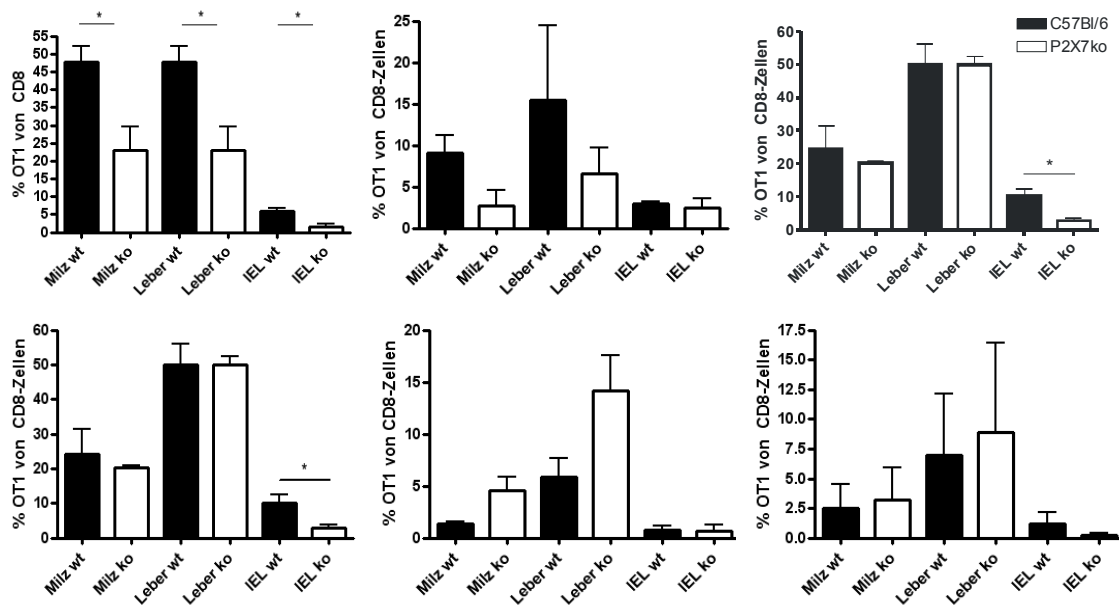 * * *
% OT1 von CD8
55
50
45
40
35
30
25
20
15
10
5
0
Milz wt
Milz ko
Leber wt
Leber ko
IEL wt
IEL ko
% OT1 von CD8-Zellen
25
20
15
10
5
0
Milz wt
Milz ko
Leber wt
Leber ko
IEL wt
IEL ko
C57Bl/6
P2X7ko
% OT1 von CD8-Zellen
60
50
40
30
20
10
0
*
Milz wt
Milz ko
Leber wt
Leber ko
IEL wt
IEL ko
% OT1 von CD8-Zellen
60
50
40
30
20
10
0
*
Milz wt
Milz ko
Leber wt
Leber ko
IEL wt
IEL ko
% OT1 von CD8-Zellen
20
15
10
5
0
Milz wt
Milz ko
Leber wt
Leber ko
IEL wt
IEL ko
% OT1 von CD8-Zellen
17.5
15.0
12.5
10.0
7.5
5.0
2.5
0.0
Milz wt
Milz ko
Leber wt
Leber ko
IEL wt
IEL ko